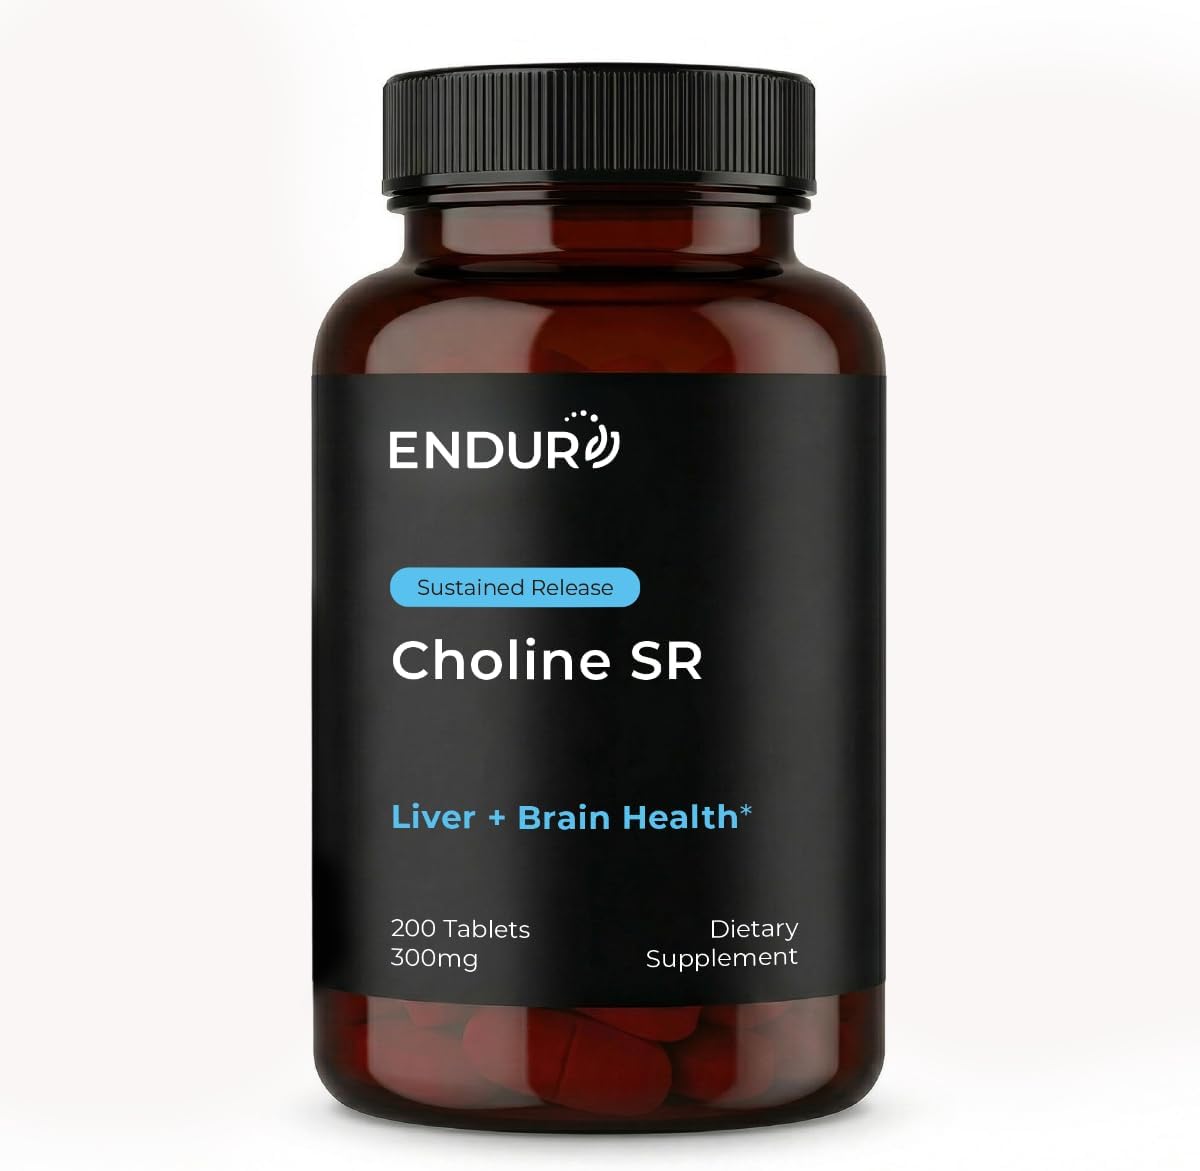 ENDUR
Sustained Release
Choline SR
Liver + Brain Health*
200 Tablets
300mg
Dietary
Supplement